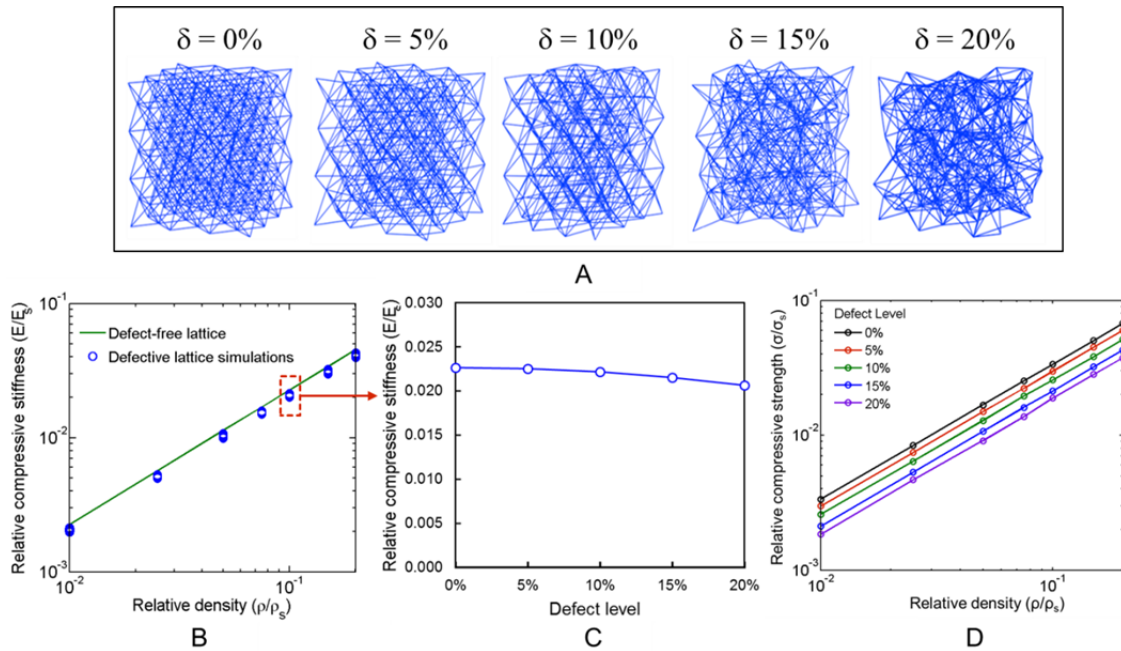 δ = 0%
δ = 5%
δ = 10%
δ = 15%
δ = 20%
A
Relative compressive stiffness (E/Es)
10-1
10-2
10-3
Defect-free lattice
Defective lattice simulations
10-2
10-1
Relative density (ρ/ρs)
B
Relative compressive stiffness (E/Es)
0.030
0.025
0.020
0.015
0.010
0.005
0.000
0%
5%
10%
15%
20%
Defect level
C
Relative compressive strength (σ/σs)
10-1
10-2
10-3
Defect Level
0%
5%
10%
15%
20%
10-2
10-1
Relative density (ρ/ρs)
D